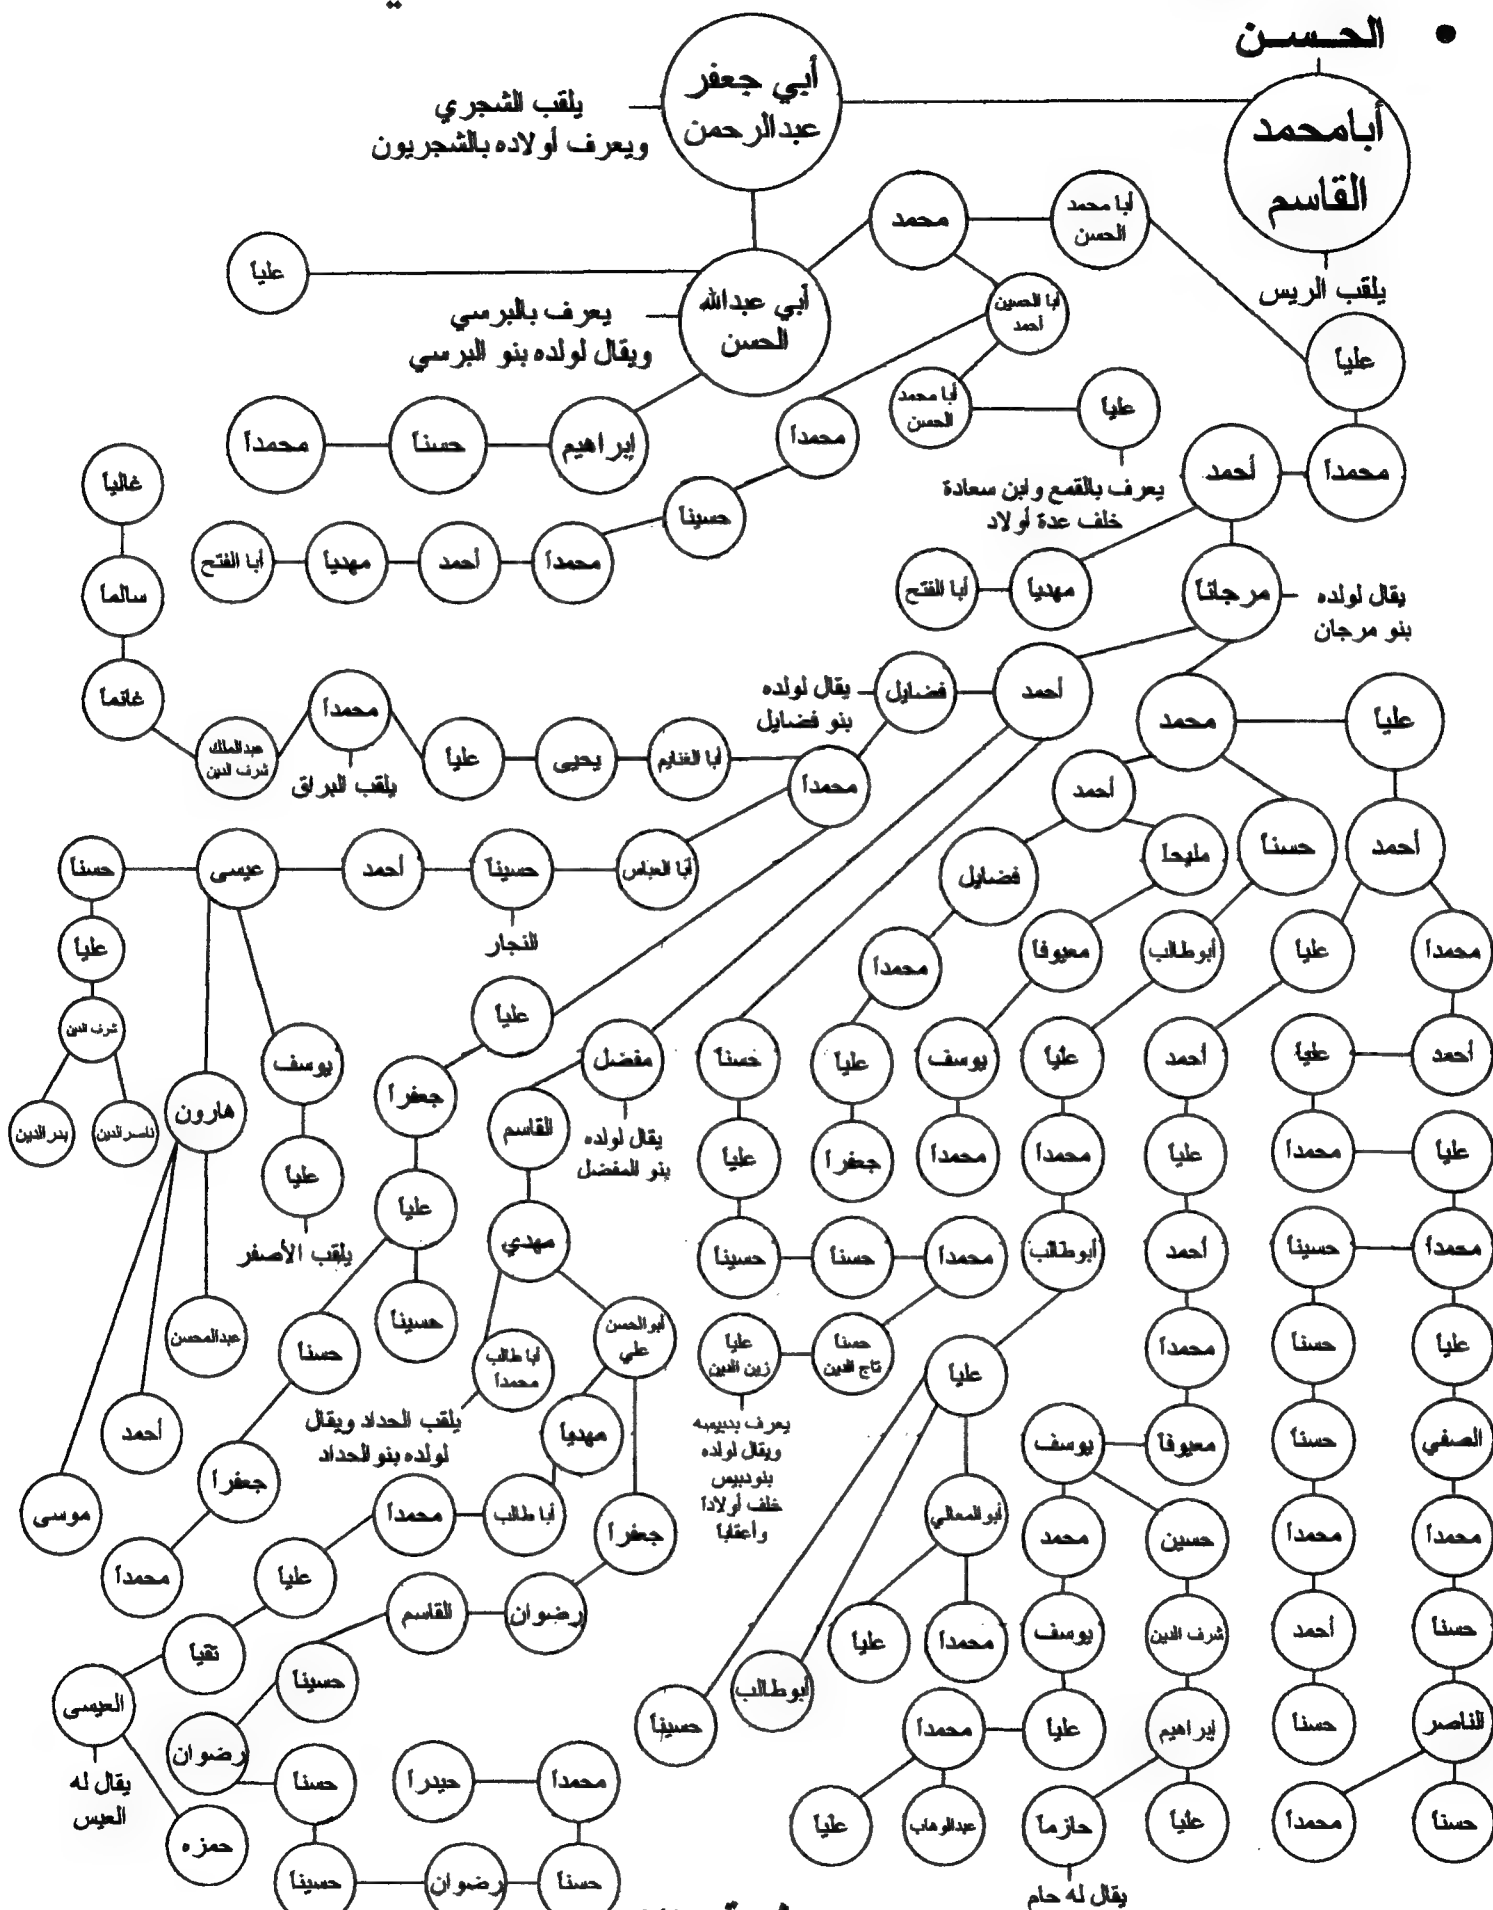 • الحسن
أبي جعفر
عبدالرحمن
أبامحمد
القاسم
يلقب الشجري
ويعرف أولاده بالشجريون
يلقب الريس
محمد
أبا محمد
الحسن
علياً
أبي عبدالله
الحسن
يعرف بالبرسي
ويقال لولده بنو البرسي
أبا الحسين
أحمد
علياً
أبا محمد
الحسن
علياً
يعرف بالقمع وابن سعادة
خلف عدة أولاد
إبراهيم
حسناً
محمداً
محمداً
حسيناً
محمداً
أحمد
مهدياً
أبا الفتح
محمداً
أحمد
مهدياً
أبا الفتح
مرجاناً
يقال لولده
بنو مرجان
غالياً
سالماً
غانماً
عبدالملك
شرف الدين
محمداً
يلقب البراق
علياً
يحيى
أبا الغنايم
محمداً
فضايل
يقال لولده
بنو فضايل
أحمد
محمد
علياً
أحمد
مليحاً
حسناً
أحمد
فضايل
حسناً
عيسى
أحمد
حسيناً
أبا العباس
النجار
علياً
شرف الدين
بدر الدين
ناصر الدين
هارون
يوسف
علياً
يلقب الأصفر
عبدالمحسن
أحمد
موسى
علياً
جعفراً
علياً
حسيناً
حسناً
جعفراً
محمداً
مفضل
يقال لولده
بنو المفضل
القاسم
مهدي
أبا طالب
محمداً
يلقب الحداد ويقال
لولده بنو الحداد
أبو الحسن
علي
مهدياً
أبا طالب
محمداً
علياً
تقياً
العيسى
يقال له
العيس
حمزه
جعفراً
رضوان
القاسم
حسيناً
رضوان
حسناً
حسيناً
رضوان
حسناً
محمداً
حيدراً
حسناً
علياً
حسيناً
حسناً
محمداً
حسناً
تاج الدين
علياً
زين الدين
يعرف بدبيسه
ويقال لولده
بنودبيس
خلف أولاداً
وأعقاباً
محمداً
علياً
جعفراً
معيوفاً
يوسف
محمداً
أبوطالب
علياً
محمداً
أبوطالب
علياً
أبو المعالي
علياً
محمداً
أبوطالب
حسيناً
علياً
أحمد
علياً
أحمد
محمداً
معيوفاً
يوسف
محمد
يوسف
علياً
محمداً
عبدالوهاب
علياً
حسين
شرف الدين
إبراهيم
علياً
حازماً
يقال له حام
محمداً
أحمد
علياً
علياً
محمداً
محمداً
حسيناً
علياً
حسناً
الصفي
حسناً
محمداً
محمداً
حسناً
أحمد
الناصر
حسناً
حسناً
محمداً